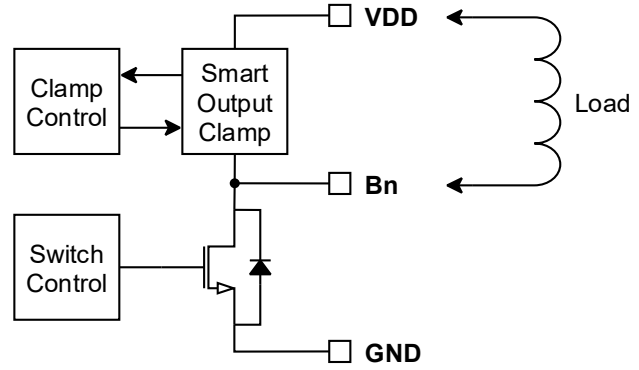 VDD
Clamp
Control
Smart
Output
Clamp
Load
Bn
Switch
Control
GND